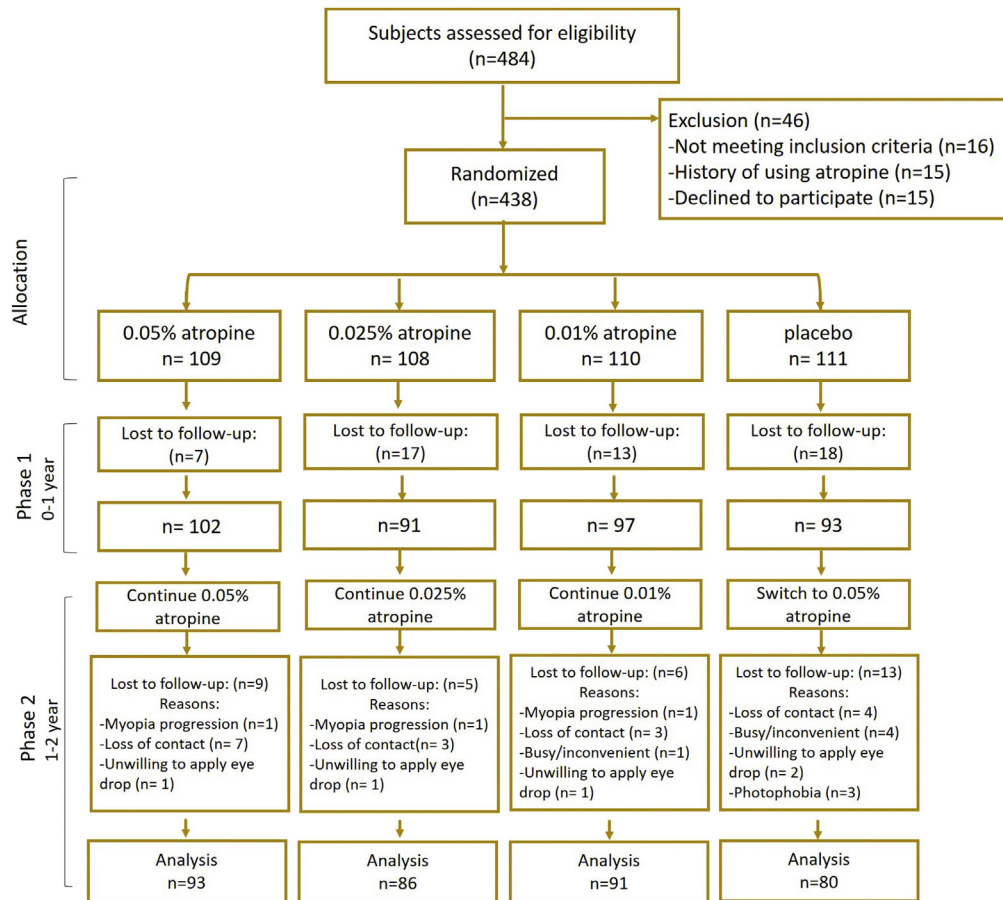 Subjects assessed for eligibility
(n=484)
Exclusion (n=46)
-Not meeting inclusion criteria (n=16)
-History of using atropine (n=15)
-Declined to participate (n=15)
Randomized
(n=438)
Allocation
0.05% atropine
n= 109
0.025% atropine
n= 108
0.01% atropine
n= 110
placebo
n= 111
Phase 1
0-1 year
Lost to follow-up:
(n=7)
Lost to follow-up:
(n=17)
Lost to follow-up:
(n=13)
Lost to follow-up:
(n=18)
n= 102
n=91
n= 97
n= 93
Phase 2
1-2 year
Continue 0.05%
atropine
Continue 0.025%
atropine
Continue 0.01%
atropine
Switch to 0.05%
atropine
Lost to follow-up: (n=9)
Reasons:
-Myopia progression (n=1)
-Loss of contact (n= 7)
-Unwilling to apply eye
drop (n= 1)
Lost to follow-up: (n=5)
Reasons:
-Myopia progression (n=1)
-Loss of contact(n= 3)
-Unwilling to apply eye
drop (n= 1)
Lost to follow-up: (n=6)
Reasons:
-Myopia progression (n=1)
-Loss of contact (n= 3)
-Busy/inconvenient (n=1)
-Unwilling to apply eye
drop (n= 1)
Lost to follow-up: (n=13)
Reasons:
-Loss of contact (n= 4)
-Busy/inconvenient (n=4)
-Unwilling to apply eye
drop (n= 2)
-Photophobia (n=3)
Analysis
n=93
Analysis
n=86
Analysis
n=91
Analysis
n=80